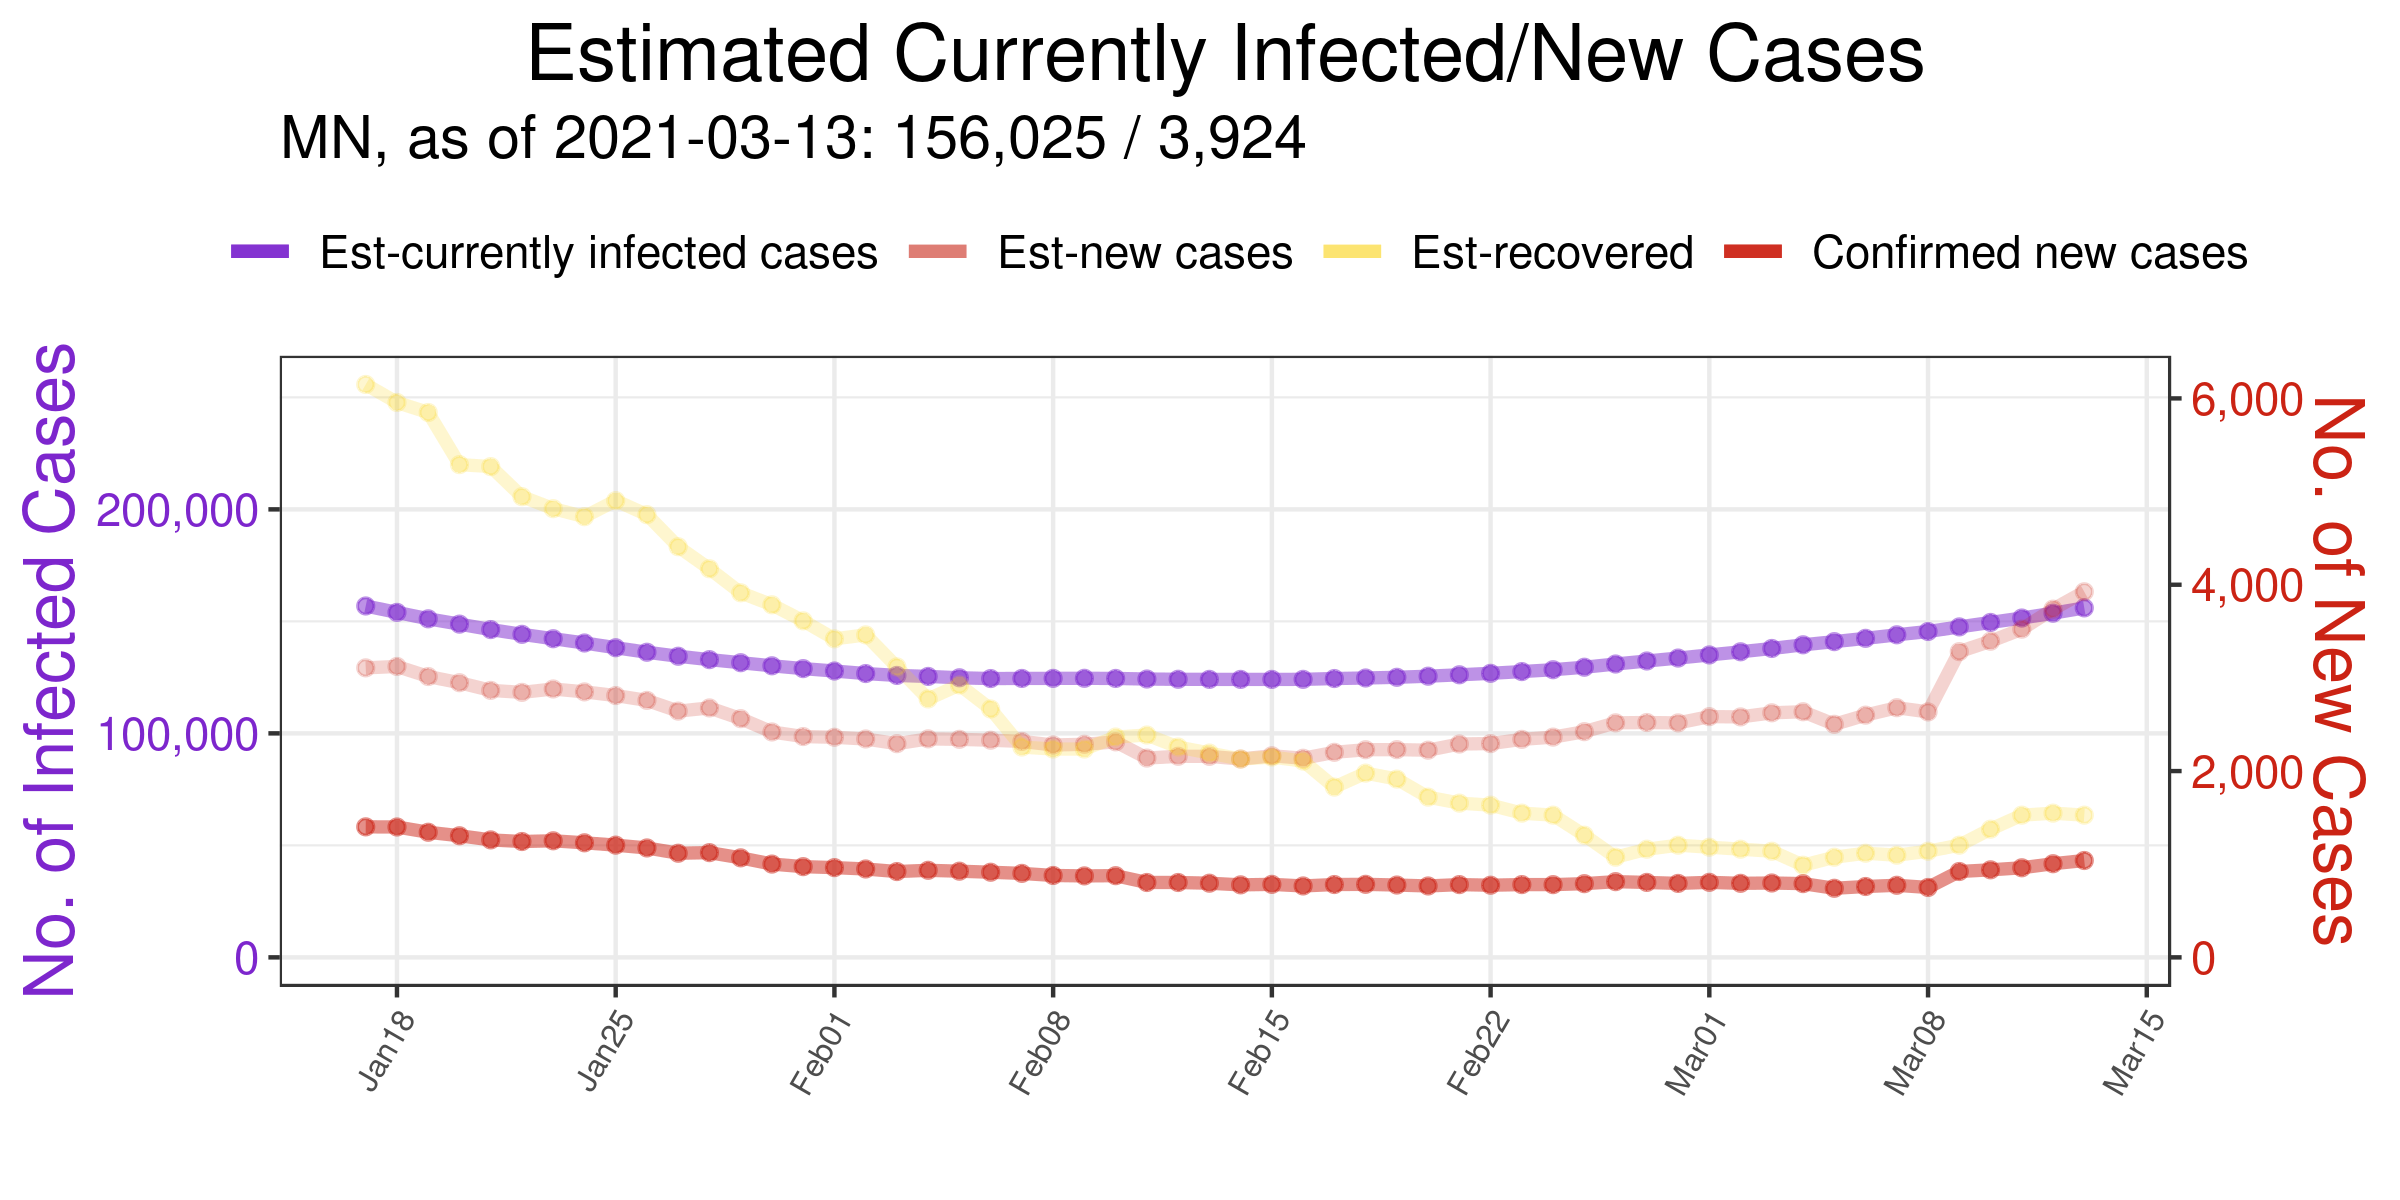 Estimated Currently Infected/New Cases
MN, as of 2021-03-13: 156,025 / 3,924
Est-currently infected cases Est-new cases Est-recovered Confirmed new cases
No. of Infected Cases
200,000
100,000
0
6,000
4,000
2,000
0
No. of New Cases
Jan18 Jan25 Feb01 Feb08 Feb15 Feb22 Mar01 Mar08 Mar15